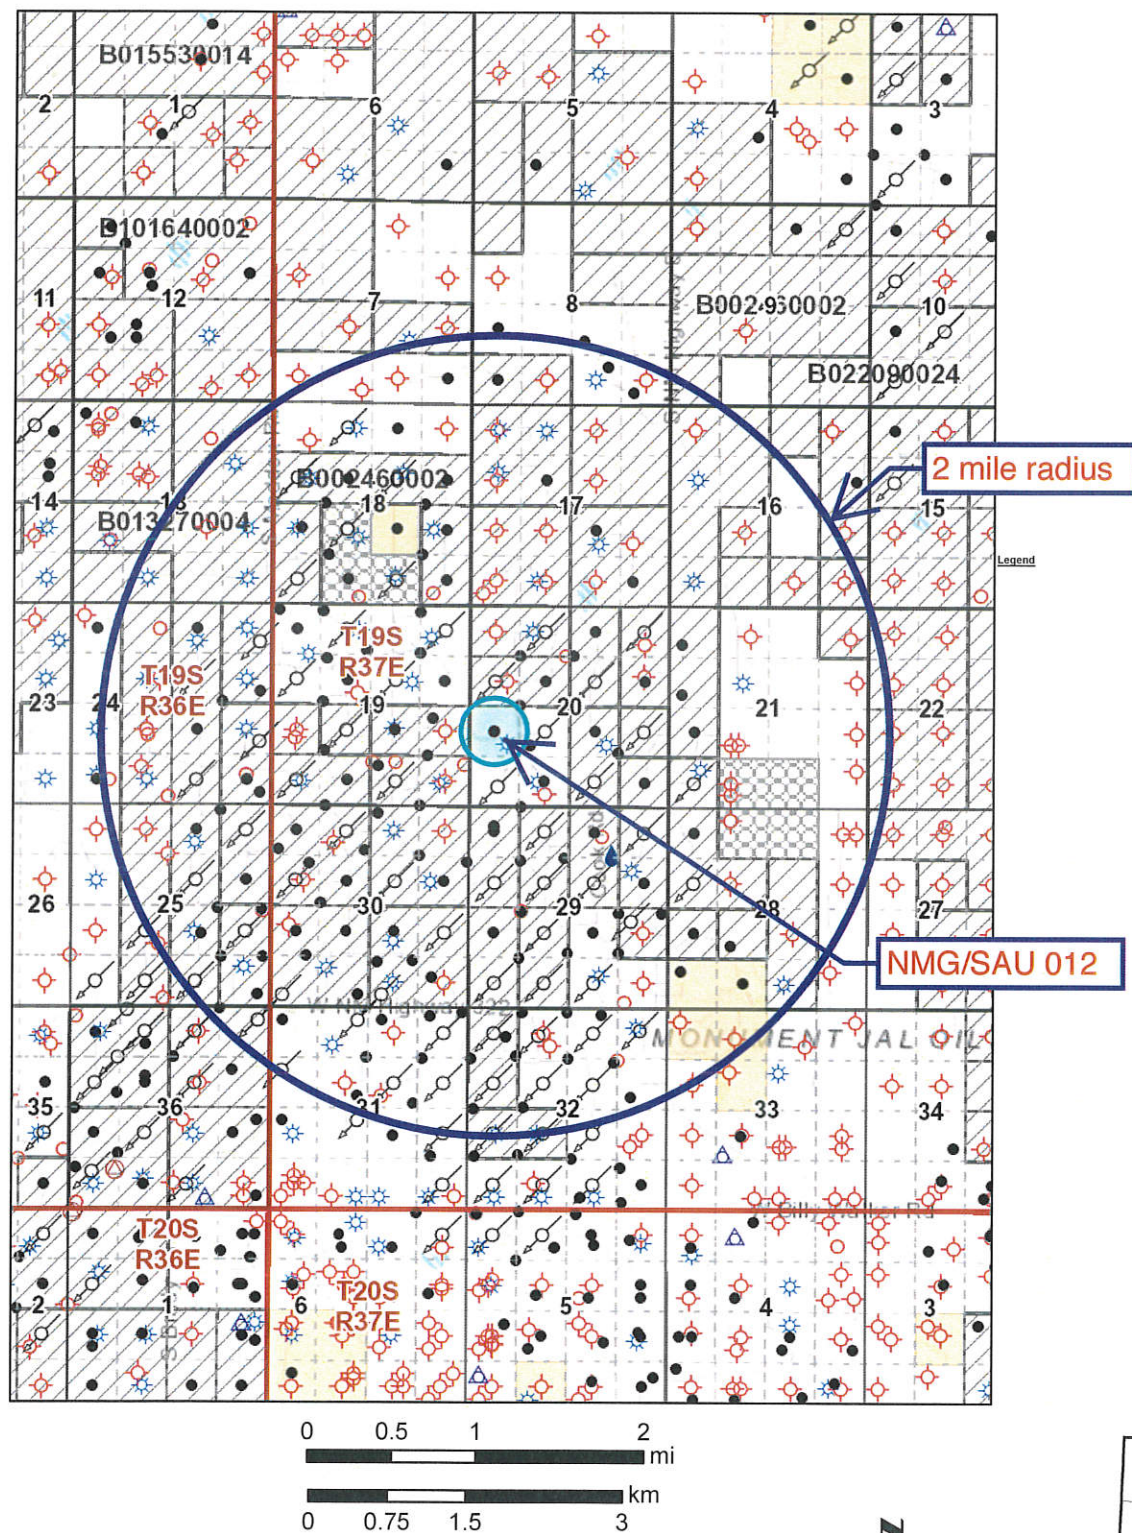 B015530014
2 1 6 5 4 3
B101640002
11 12 7 8 10
B002960002
B022090024
2 mile radius
B002460002
14 13 18 17 16 15
B013270004
Legend
T19S
R37E
T19S
R36E
23 24 19 20 21 22
NMG/SAU 012
26 25 30 29 28 27
MONUMENT JAL OIL
35 36 31 32 33 34
T20S
R36E
T20S
R37E
2 1 6 5 4 3
0 0.5 1 2
mi
km
0 0.75 1.5 3
N